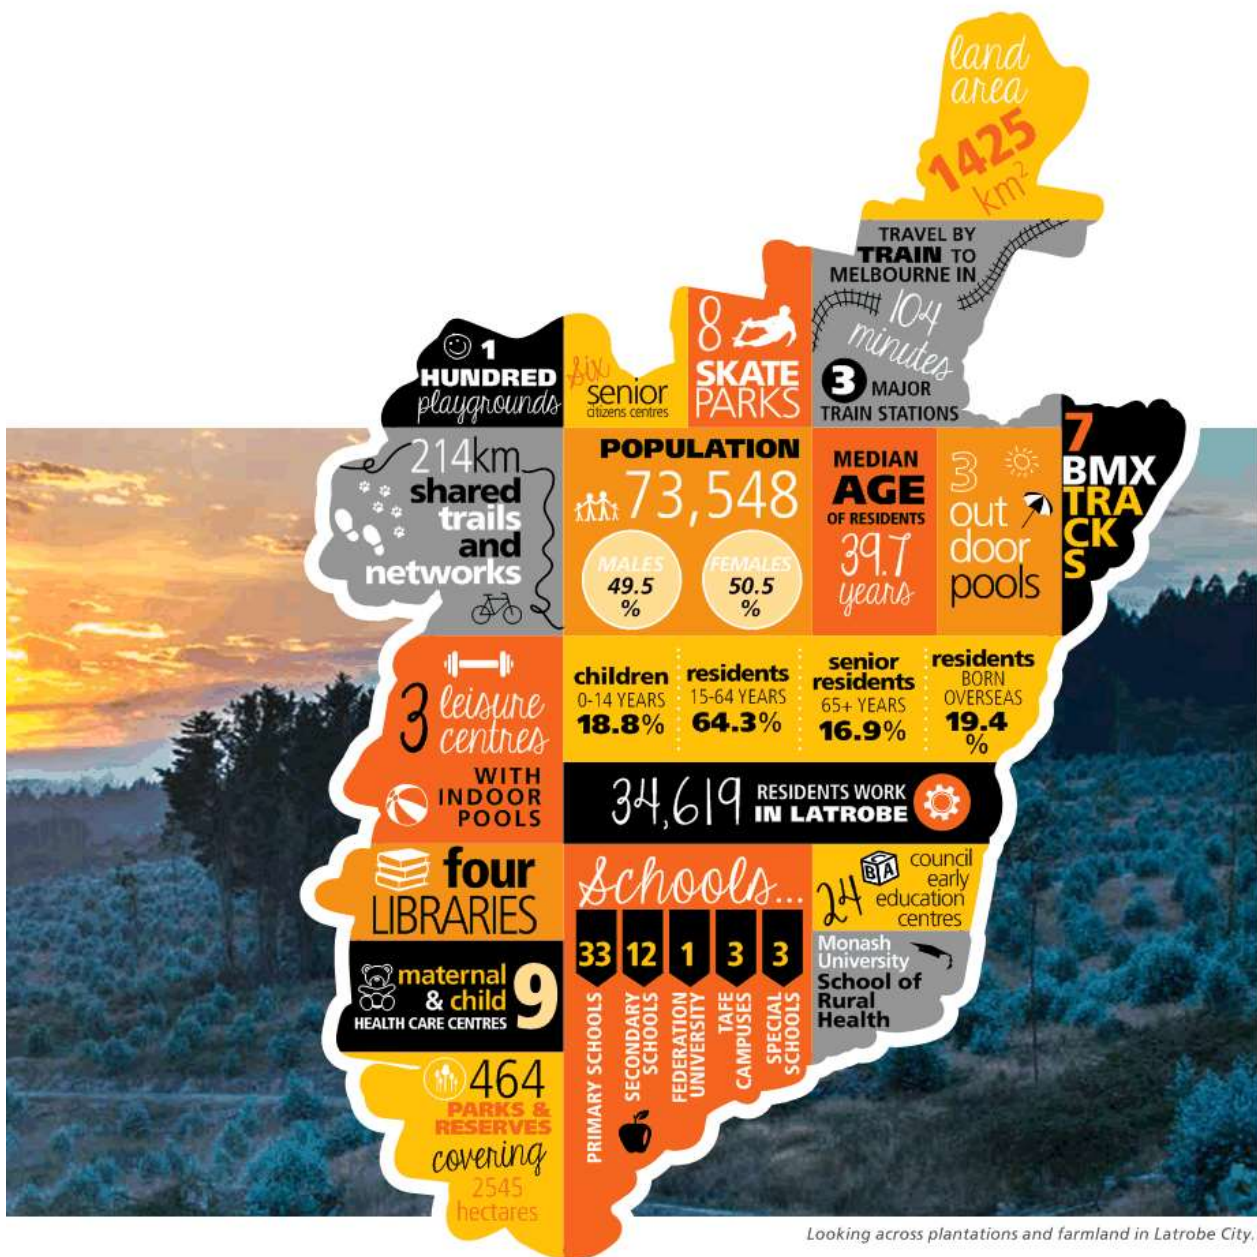 land
area
1425
km²
TRAVEL BY
TRAIN TO
MELBOURNE IN
104
minutes
3 MAJOR
TRAIN STATIONS
1
HUNDRED
playgrounds
six
senior
citizens centres
8
SKATE
PARKS
214km
shared
trails
and
networks
POPULATION
73,548
MALES
49.5
%
FEMALES
50.5
%
MEDIAN
AGE
OF RESIDENTS
39.7
years
3
out
door
pools
7
BMX
TRA
CK
S
3 leisure
centres
WITH
INDOOR
POOLS
children
0-14 YEARS
18.8%
residents
15-64 YEARS
64.3%
senior
residents
65+ YEARS
16.9%
residents
BORN
OVERSEAS
19.4
%
34,619 RESIDENTS WORK
IN LATROBE
four
LIBRARIES
Schools...
33
PRIMARY SCHOOLS
12
SECONDARY
SCHOOLS
1
FEDERATION
UNIVERSITY
3
TAFE
CAMPUSES
3
SPECIAL
SCHOOLS
B A
24 council
early
education
centres
Monash
University
School of
Rural
Health
maternal
& child
HEALTH CARE CENTRES
9
464
PARKS &
RESERVES
covering
2545
hectares
Looking across plantations and farmland in Latrobe City.